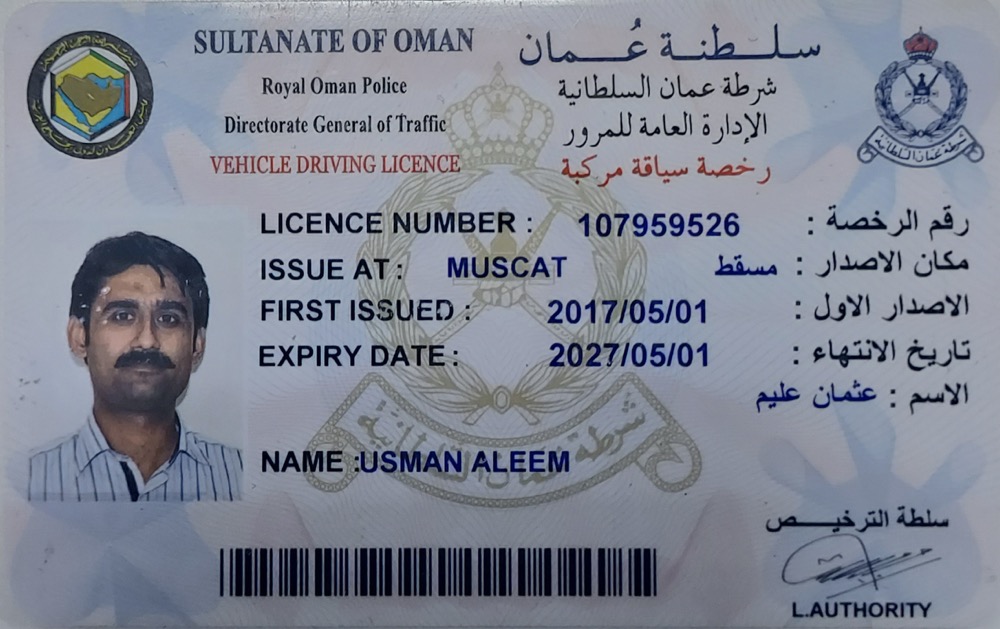 SULTANATE OF OMAN سلطنة عُمان
Royal Oman Police شرطة عمان السلطانية
Directorate General of Traffic الإدارة العامة للمرور
VEHICLE DRIVING LICENCE رخصة سياقة مركبة
LICENCE NUMBER : 107959526 رقم الرخصة :
ISSUE AT : MUSCAT مكان الاصدار : مسقط
FIRST ISSUED : 2017/05/01 الاصدار الاول :
EXPIRY DATE : 2027/05/01 تاريخ الانتهاء :
الاسم : عثمان عليم
شرطة عمان السلطانية
NAME :USMAN ALEEM
سلطة الترخيص
L.AUTHORITY
شرطة عمان السلطانية